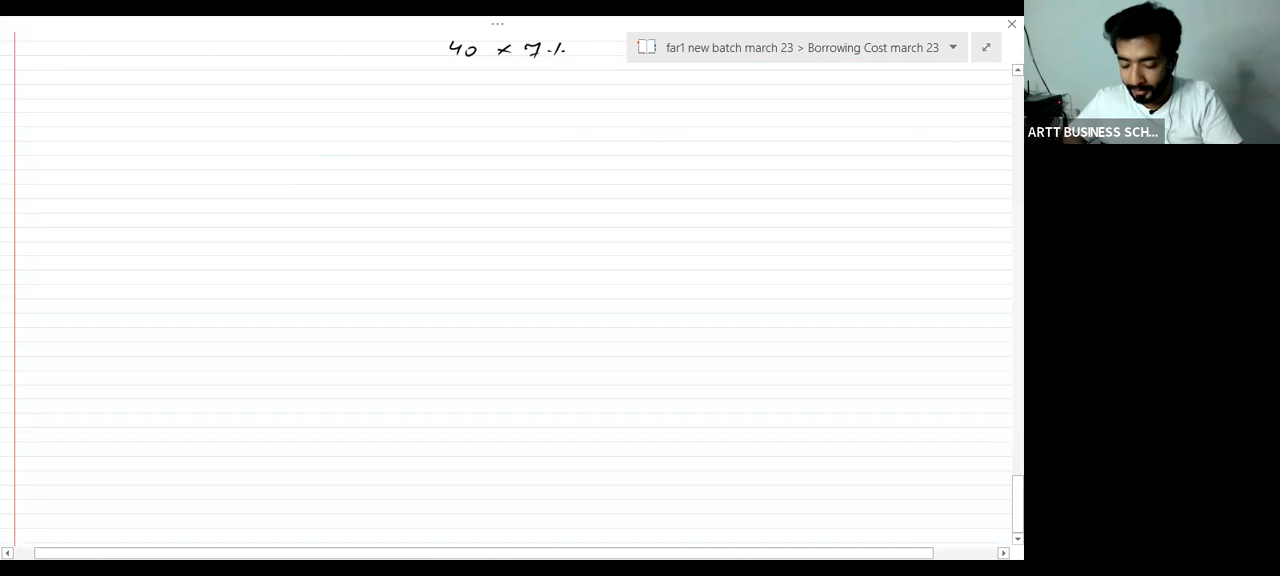 40 × 7%
far1 new batch march 23 > Borrowing Cost march 23
ARTT BUSINESS SCH...